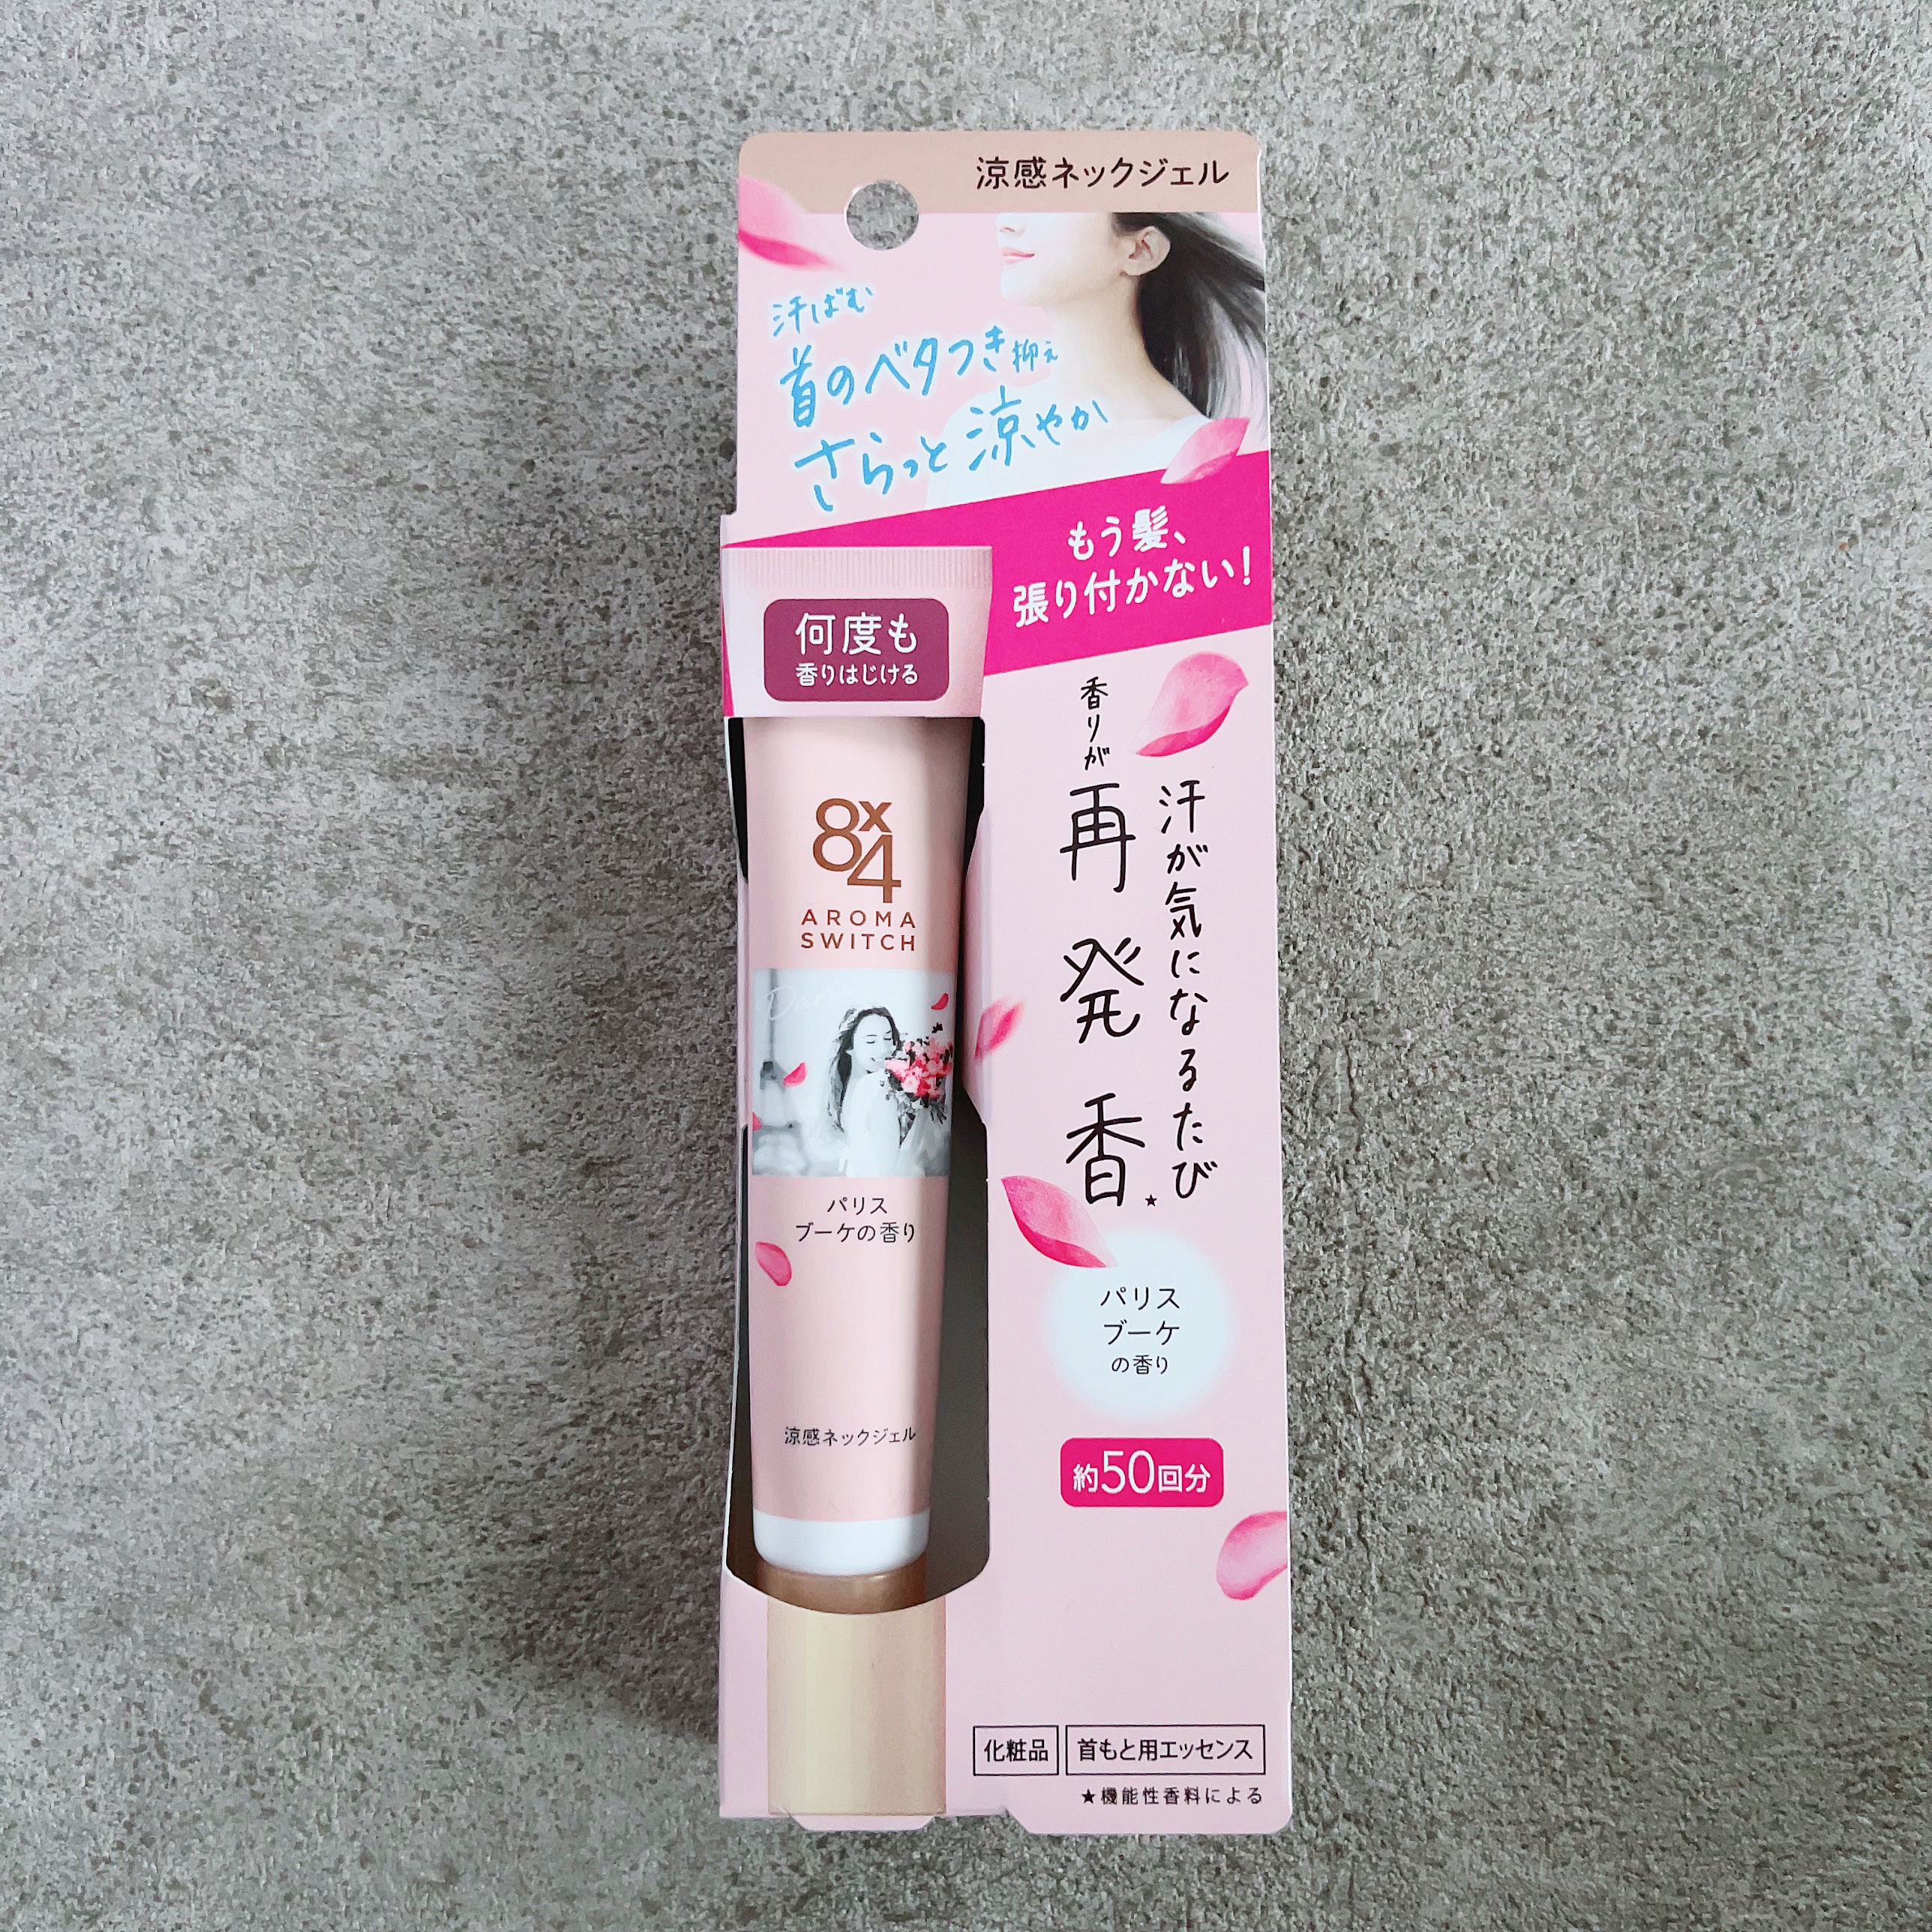 涼感ネックジェル
汗ばむ
首のベタつき抑え
さらっと涼やか
もう髪、
張り付かない!
何度も
香りはじける
8x4
AROMA
SWITCH
パリス
ブーケの香り
涼感ネックジェル
汗が気になるたび
香りが再発香★
パリス
ブーケ
の香り
約50回分
化粧品
首もと用エッセンス
★機能性香料による